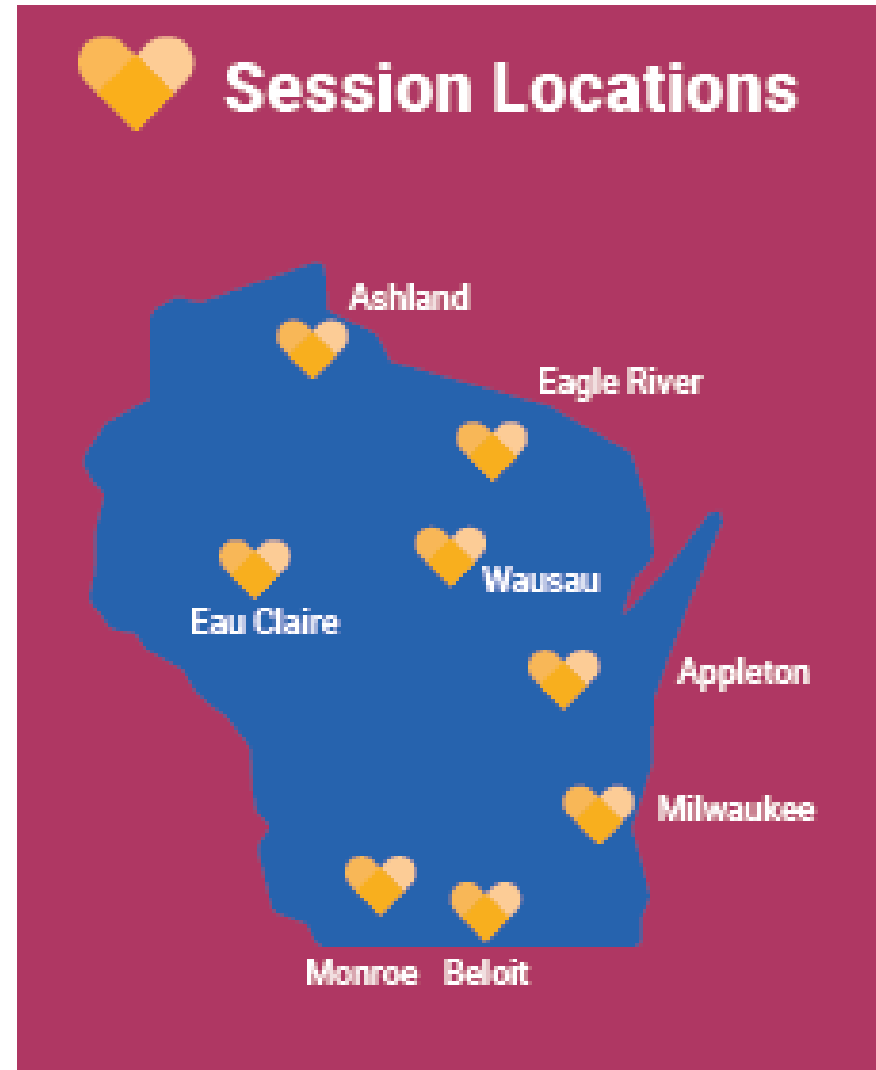 Session Locations
Ashland
Eagle River
Wausau
Eau Claire
Appleton
Milwaukee
Monroe
Beloit